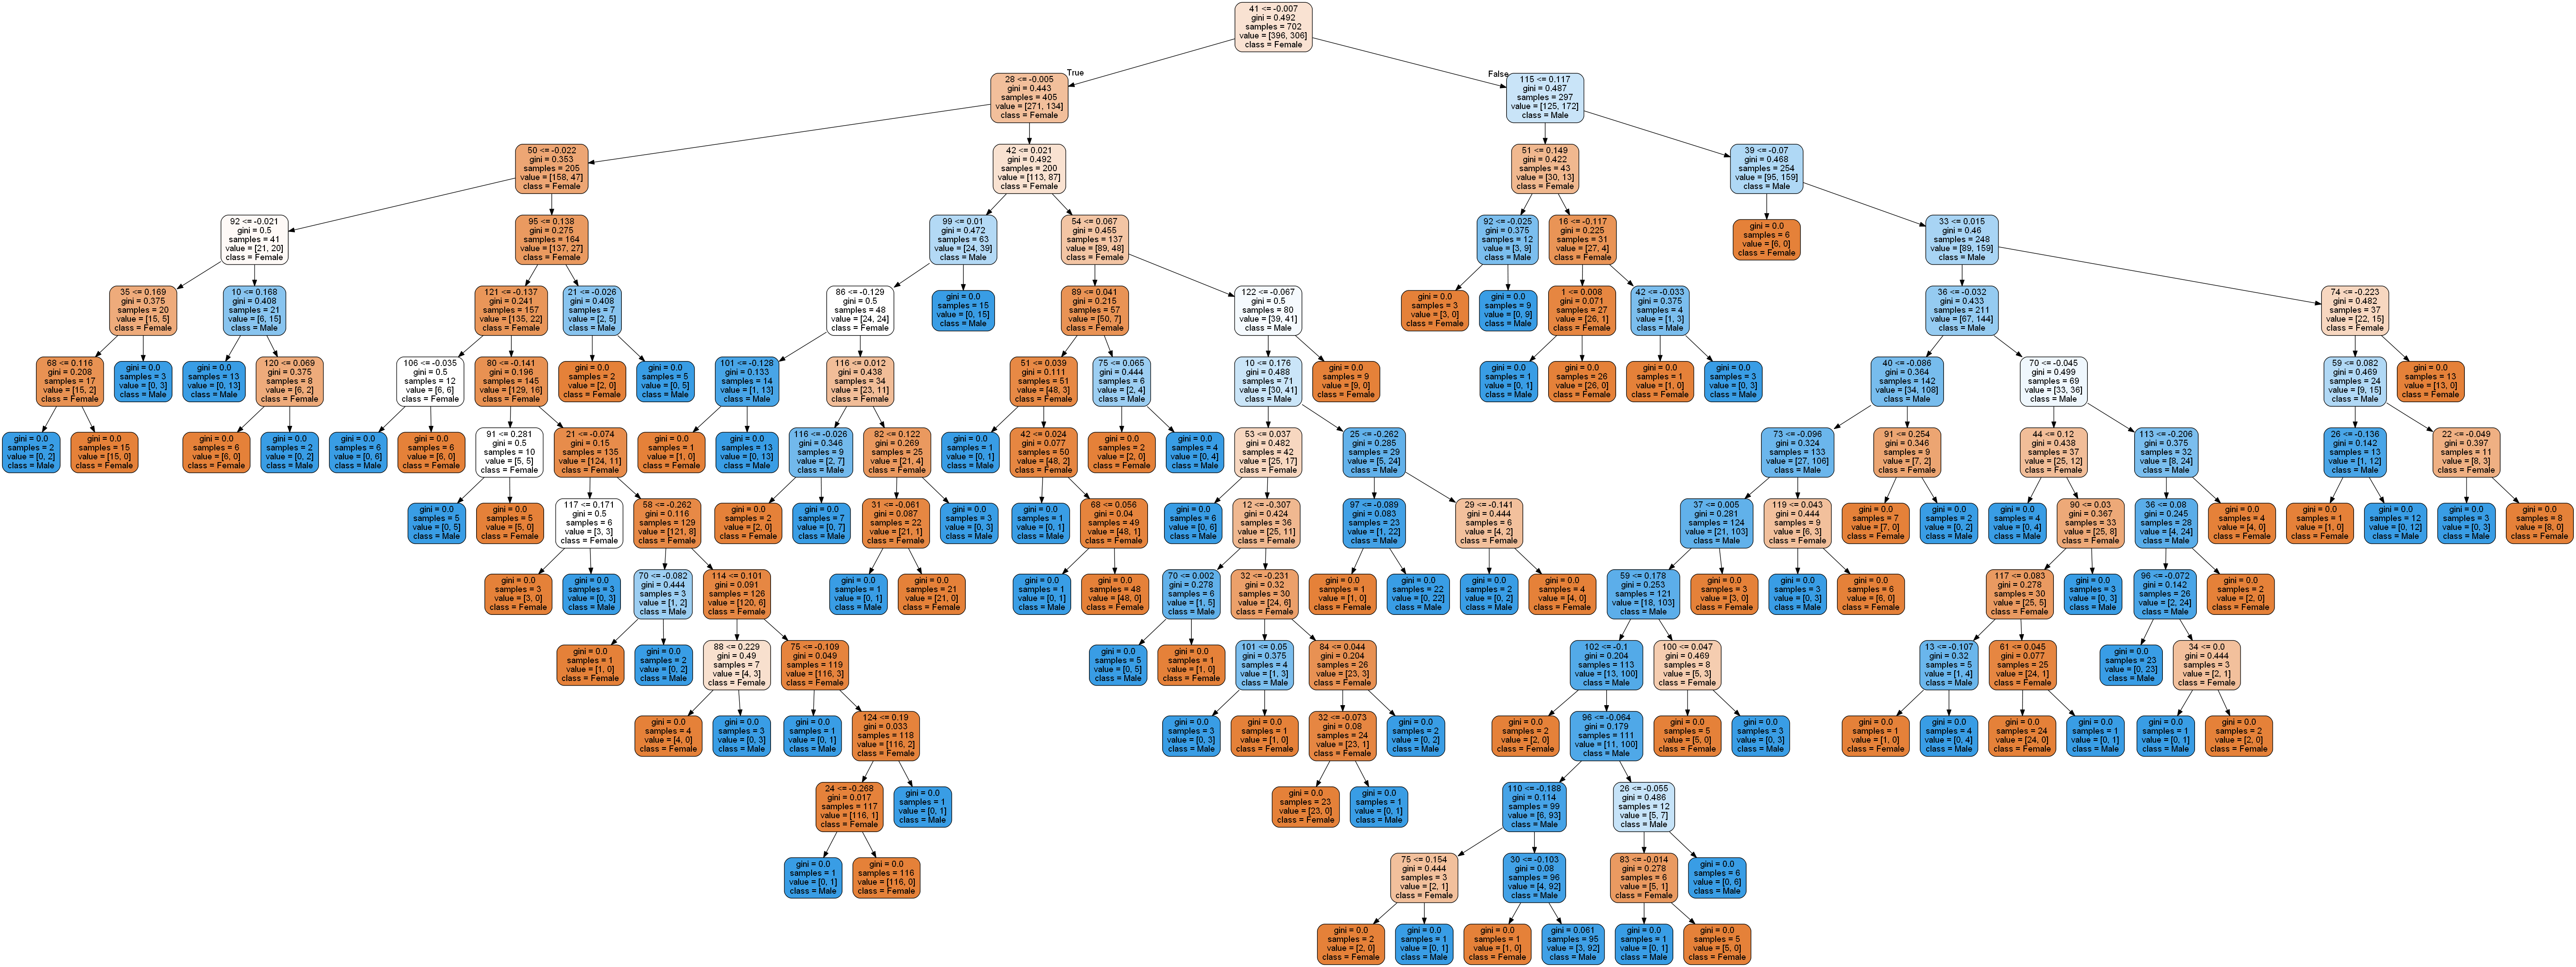 41 <= -0.007
gini = 0.492
samples = 702
value = [396, 306]
class = Female
True
False
28 <= -0.005
gini = 0.443
samples = 405
value = [271, 134]
class = Female
115 <= 0.117
gini = 0.487
samples = 297
value = [125, 172]
class = Male
50 <= -0.022
gini = 0.353
samples = 205
value = [158, 47]
class = Female
42 <= 0.021
gini = 0.492
samples = 200
value = [113, 87]
class = Female
51 <= 0.149
gini = 0.422
samples = 43
value = [30, 13]
class = Female
39 <= -0.07
gini = 0.468
samples = 254
value = [95, 159]
class = Male
92 <= -0.021
gini = 0.5
samples = 41
value = [21, 20]
class = Female
95 <= 0.138
gini = 0.275
samples = 164
value = [137, 27]
class = Female
99 <= 0.01
gini = 0.472
samples = 63
value = [24, 39]
class = Male
54 <= 0.067
gini = 0.455
samples = 137
value = [89, 48]
class = Female
92 <= -0.025
gini = 0.375
samples = 12
value = [3, 9]
class = Male
16 <= -0.117
gini = 0.225
samples = 31
value = [27, 4]
class = Female
gini = 0.0
samples = 6
value = [6, 0]
class = Female
33 <= 0.015
gini = 0.46
samples = 248
value = [89, 159]
class = Male
35 <= 0.169
gini = 0.375
samples = 20
value = [15, 5]
class = Female
10 <= 0.168
gini = 0.408
samples = 21
value = [6, 15]
class = Male
121 <= -0.137
gini = 0.241
samples = 157
value = [135, 22]
class = Female
21 <= -0.026
gini = 0.408
samples = 7
value = [2, 5]
class = Male
86 <= -0.129
gini = 0.5
samples = 48
value = [24, 24]
class = Female
gini = 0.0
samples = 15
value = [0, 15]
class = Male
89 <= 0.041
gini = 0.215
samples = 57
value = [50, 7]
class = Female
122 <= -0.067
gini = 0.5
samples = 80
value = [39, 41]
class = Male
gini = 0.0
samples = 3
value = [3, 0]
class = Female
gini = 0.0
samples = 9
value = [0, 9]
class = Male
1 <= 0.008
gini = 0.071
samples = 27
value = [26, 1]
class = Female
42 <= -0.033
gini = 0.375
samples = 4
value = [1, 3]
class = Male
36 <= -0.032
gini = 0.433
samples = 211
value = [67, 144]
class = Male
74 <= -0.223
gini = 0.482
samples = 37
value = [22, 15]
class = Female
68 <= 0.116
gini = 0.208
samples = 17
value = [15, 2]
class = Female
gini = 0.0
samples = 3
value = [0, 3]
class = Male
gini = 0.0
samples = 13
value = [0, 13]
class = Male
120 <= 0.069
gini = 0.375
samples = 8
value = [6, 2]
class = Female
106 <= -0.035
gini = 0.5
samples = 12
value = [6, 6]
class = Female
80 <= -0.141
gini = 0.196
samples = 145
value = [129, 16]
class = Female
gini = 0.0
samples = 2
value = [2, 0]
class = Female
gini = 0.0
samples = 5
value = [0, 5]
class = Male
101 <= -0.128
gini = 0.133
samples = 14
value = [1, 13]
class = Male
116 <= 0.012
gini = 0.438
samples = 34
value = [23, 11]
class = Female
51 <= 0.039
gini = 0.111
samples = 51
value = [48, 3]
class = Female
75 <= 0.065
gini = 0.444
samples = 6
value = [2, 4]
class = Male
10 <= 0.176
gini = 0.488
samples = 71
value = [30, 41]
class = Male
gini = 0.0
samples = 9
value = [9, 0]
class = Female
gini = 0.0
samples = 1
value = [0, 1]
class = Male
gini = 0.0
samples = 26
value = [26, 0]
class = Female
gini = 0.0
samples = 1
value = [1, 0]
class = Female
gini = 0.0
samples = 3
value = [0, 3]
class = Male
40 <= -0.086
gini = 0.364
samples = 142
value = [34, 108]
class = Male
70 <= -0.045
gini = 0.499
samples = 69
value = [33, 36]
class = Male
59 <= 0.082
gini = 0.469
samples = 24
value = [9, 15]
class = Male
gini = 0.0
samples = 13
value = [13, 0]
class = Female
gini = 0.0
samples = 2
value = [0, 2]
class = Male
gini = 0.0
samples = 15
value = [15, 0]
class = Female
gini = 0.0
samples = 6
value = [6, 0]
class = Female
gini = 0.0
samples = 2
value = [0, 2]
class = Male
gini = 0.0
samples = 6
value = [0, 6]
class = Male
gini = 0.0
samples = 6
value = [6, 0]
class = Female
91 <= 0.281
gini = 0.5
samples = 10
value = [5, 5]
class = Female
21 <= -0.074
gini = 0.15
samples = 135
value = [124, 11]
class = Female
gini = 0.0
samples = 1
value = [1, 0]
class = Female
gini = 0.0
samples = 13
value = [0, 13]
class = Male
116 <= -0.026
gini = 0.346
samples = 9
value = [2, 7]
class = Male
82 <= 0.122
gini = 0.269
samples = 25
value = [21, 4]
class = Female
gini = 0.0
samples = 1
value = [0, 1]
class = Male
42 <= 0.024
gini = 0.077
samples = 50
value = [48, 2]
class = Female
gini = 0.0
samples = 2
value = [2, 0]
class = Female
gini = 0.0
samples = 4
value = [0, 4]
class = Male
53 <= 0.037
gini = 0.482
samples = 42
value = [25, 17]
class = Female
25 <= -0.262
gini = 0.285
samples = 29
value = [5, 24]
class = Male
73 <= -0.096
gini = 0.324
samples = 133
value = [27, 106]
class = Male
91 <= 0.254
gini = 0.346
samples = 9
value = [7, 2]
class = Female
44 <= 0.12
gini = 0.438
samples = 37
value = [25, 12]
class = Female
113 <= -0.206
gini = 0.375
samples = 32
value = [8, 24]
class = Male
26 <= -0.136
gini = 0.142
samples = 13
value = [1, 12]
class = Male
22 <= -0.049
gini = 0.397
samples = 11
value = [8, 3]
class = Female
gini = 0.0
samples = 5
value = [0, 5]
class = Male
gini = 0.0
samples = 5
value = [5, 0]
class = Female
117 <= 0.171
gini = 0.5
samples = 6
value = [3, 3]
class = Female
58 <= -0.262
gini = 0.116
samples = 129
value = [121, 8]
class = Female
gini = 0.0
samples = 2
value = [2, 0]
class = Female
gini = 0.0
samples = 7
value = [0, 7]
class = Male
31 <= -0.061
gini = 0.087
samples = 22
value = [21, 1]
class = Female
gini = 0.0
samples = 3
value = [0, 3]
class = Male
gini = 0.0
samples = 1
value = [0, 1]
class = Male
68 <= 0.056
gini = 0.04
samples = 49
value = [48, 1]
class = Female
gini = 0.0
samples = 6
value = [0, 6]
class = Male
12 <= -0.307
gini = 0.424
samples = 36
value = [25, 11]
class = Female
97 <= -0.089
gini = 0.083
samples = 23
value = [1, 22]
class = Male
29 <= -0.141
gini = 0.444
samples = 6
value = [4, 2]
class = Female
37 <= 0.005
gini = 0.281
samples = 124
value = [21, 103]
class = Male
119 <= 0.043
gini = 0.444
samples = 9
value = [6, 3]
class = Female
gini = 0.0
samples = 7
value = [7, 0]
class = Female
gini = 0.0
samples = 2
value = [0, 2]
class = Male
gini = 0.0
samples = 4
value = [0, 4]
class = Male
90 <= 0.03
gini = 0.367
samples = 33
value = [25, 8]
class = Female
36 <= 0.08
gini = 0.245
samples = 28
value = [4, 24]
class = Male
gini = 0.0
samples = 4
value = [4, 0]
class = Female
gini = 0.0
samples = 1
value = [1, 0]
class = Female
gini = 0.0
samples = 12
value = [0, 12]
class = Male
gini = 0.0
samples = 3
value = [0, 3]
class = Male
gini = 0.0
samples = 8
value = [8, 0]
class = Female
gini = 0.0
samples = 3
value = [3, 0]
class = Female
gini = 0.0
samples = 3
value = [0, 3]
class = Male
70 <= -0.082
gini = 0.444
samples = 3
value = [1, 2]
class = Male
114 <= 0.101
gini = 0.091
samples = 126
value = [120, 6]
class = Female
gini = 0.0
samples = 1
value = [0, 1]
class = Male
gini = 0.0
samples = 21
value = [21, 0]
class = Female
gini = 0.0
samples = 1
value = [0, 1]
class = Male
gini = 0.0
samples = 48
value = [48, 0]
class = Female
70 <= 0.002
gini = 0.278
samples = 6
value = [1, 5]
class = Male
32 <= -0.231
gini = 0.32
samples = 30
value = [24, 6]
class = Female
gini = 0.0
samples = 1
value = [1, 0]
class = Female
gini = 0.0
samples = 22
value = [0, 22]
class = Male
gini = 0.0
samples = 2
value = [0, 2]
class = Male
gini = 0.0
samples = 4
value = [4, 0]
class = Female
59 <= 0.178
gini = 0.253
samples = 121
value = [18, 103]
class = Male
gini = 0.0
samples = 3
value = [3, 0]
class = Female
gini = 0.0
samples = 3
value = [0, 3]
class = Male
gini = 0.0
samples = 6
value = [6, 0]
class = Female
117 <= 0.083
gini = 0.278
samples = 30
value = [25, 5]
class = Female
gini = 0.0
samples = 3
value = [0, 3]
class = Male
96 <= -0.072
gini = 0.142
samples = 26
value = [2, 24]
class = Male
gini = 0.0
samples = 2
value = [2, 0]
class = Female
gini = 0.0
samples = 1
value = [1, 0]
class = Female
gini = 0.0
samples = 2
value = [0, 2]
class = Male
88 <= 0.229
gini = 0.49
samples = 7
value = [4, 3]
class = Female
75 <= -0.109
gini = 0.049
samples = 119
value = [116, 3]
class = Female
gini = 0.0
samples = 5
value = [0, 5]
class = Male
gini = 0.0
samples = 1
value = [1, 0]
class = Female
101 <= 0.05
gini = 0.375
samples = 4
value = [1, 3]
class = Male
84 <= 0.044
gini = 0.204
samples = 26
value = [23, 3]
class = Female
102 <= -0.1
gini = 0.204
samples = 113
value = [13, 100]
class = Male
100 <= 0.047
gini = 0.469
samples = 8
value = [5, 3]
class = Female
13 <= -0.107
gini = 0.32
samples = 5
value = [1, 4]
class = Male
61 <= 0.045
gini = 0.077
samples = 25
value = [24, 1]
class = Female
gini = 0.0
samples = 23
value = [0, 23]
class = Male
34 <= 0.0
gini = 0.444
samples = 3
value = [2, 1]
class = Female
gini = 0.0
samples = 4
value = [4, 0]
class = Female
gini = 0.0
samples = 3
value = [0, 3]
class = Male
gini = 0.0
samples = 1
value = [0, 1]
class = Male
124 <= 0.19
gini = 0.033
samples = 118
value = [116, 2]
class = Female
gini = 0.0
samples = 3
value = [0, 3]
class = Male
gini = 0.0
samples = 1
value = [1, 0]
class = Female
32 <= -0.073
gini = 0.08
samples = 24
value = [23, 1]
class = Female
gini = 0.0
samples = 2
value = [0, 2]
class = Male
gini = 0.0
samples = 2
value = [2, 0]
class = Female
96 <= -0.064
gini = 0.179
samples = 111
value = [11, 100]
class = Male
gini = 0.0
samples = 5
value = [5, 0]
class = Female
gini = 0.0
samples = 3
value = [0, 3]
class = Male
gini = 0.0
samples = 1
value = [1, 0]
class = Female
gini = 0.0
samples = 4
value = [0, 4]
class = Male
gini = 0.0
samples = 24
value = [24, 0]
class = Female
gini = 0.0
samples = 1
value = [0, 1]
class = Male
gini = 0.0
samples = 1
value = [0, 1]
class = Male
gini = 0.0
samples = 2
value = [2, 0]
class = Female
24 <= -0.268
gini = 0.017
samples = 117
value = [116, 1]
class = Female
gini = 0.0
samples = 1
value = [0, 1]
class = Male
gini = 0.0
samples = 23
value = [23, 0]
class = Female
gini = 0.0
samples = 1
value = [0, 1]
class = Male
110 <= -0.188
gini = 0.114
samples = 99
value = [6, 93]
class = Male
26 <= -0.055
gini = 0.486
samples = 12
value = [5, 7]
class = Male
gini = 0.0
samples = 1
value = [0, 1]
class = Male
gini = 0.0
samples = 116
value = [116, 0]
class = Female
75 <= 0.154
gini = 0.444
samples = 3
value = [2, 1]
class = Female
30 <= -0.103
gini = 0.08
samples = 96
value = [4, 92]
class = Male
83 <= -0.014
gini = 0.278
samples = 6
value = [5, 1]
class = Female
gini = 0.0
samples = 6
value = [0, 6]
class = Male
gini = 0.0
samples = 2
value = [2, 0]
class = Female
gini = 0.0
samples = 1
value = [0, 1]
class = Male
gini = 0.0
samples = 1
value = [1, 0]
class = Female
gini = 0.061
samples = 95
value = [3, 92]
class = Male
gini = 0.0
samples = 1
value = [0, 1]
class = Male
gini = 0.0
samples = 5
value = [5, 0]
class = Female